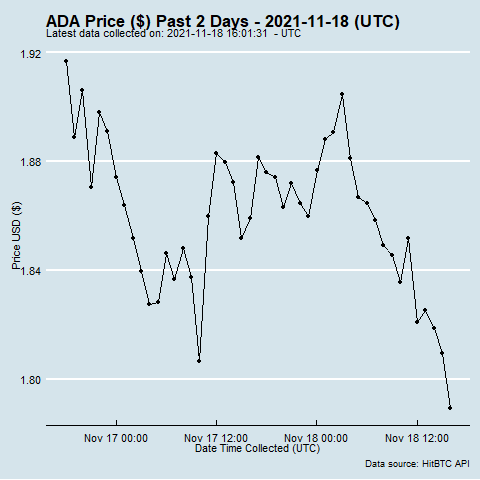 ADA Price ($) Past 2 Days - 2021-11-18 (UTC)
Latest data collected on: 2021-11-18 16:01:31  - UTC
1.92
1.88
1.84
1.80
Price USD ($)
Nov 17 00:00 Nov 17 12:00 Nov 18 00:00 Nov 18 12:00
Date Time Collected (UTC)
Data source: HitBTC API